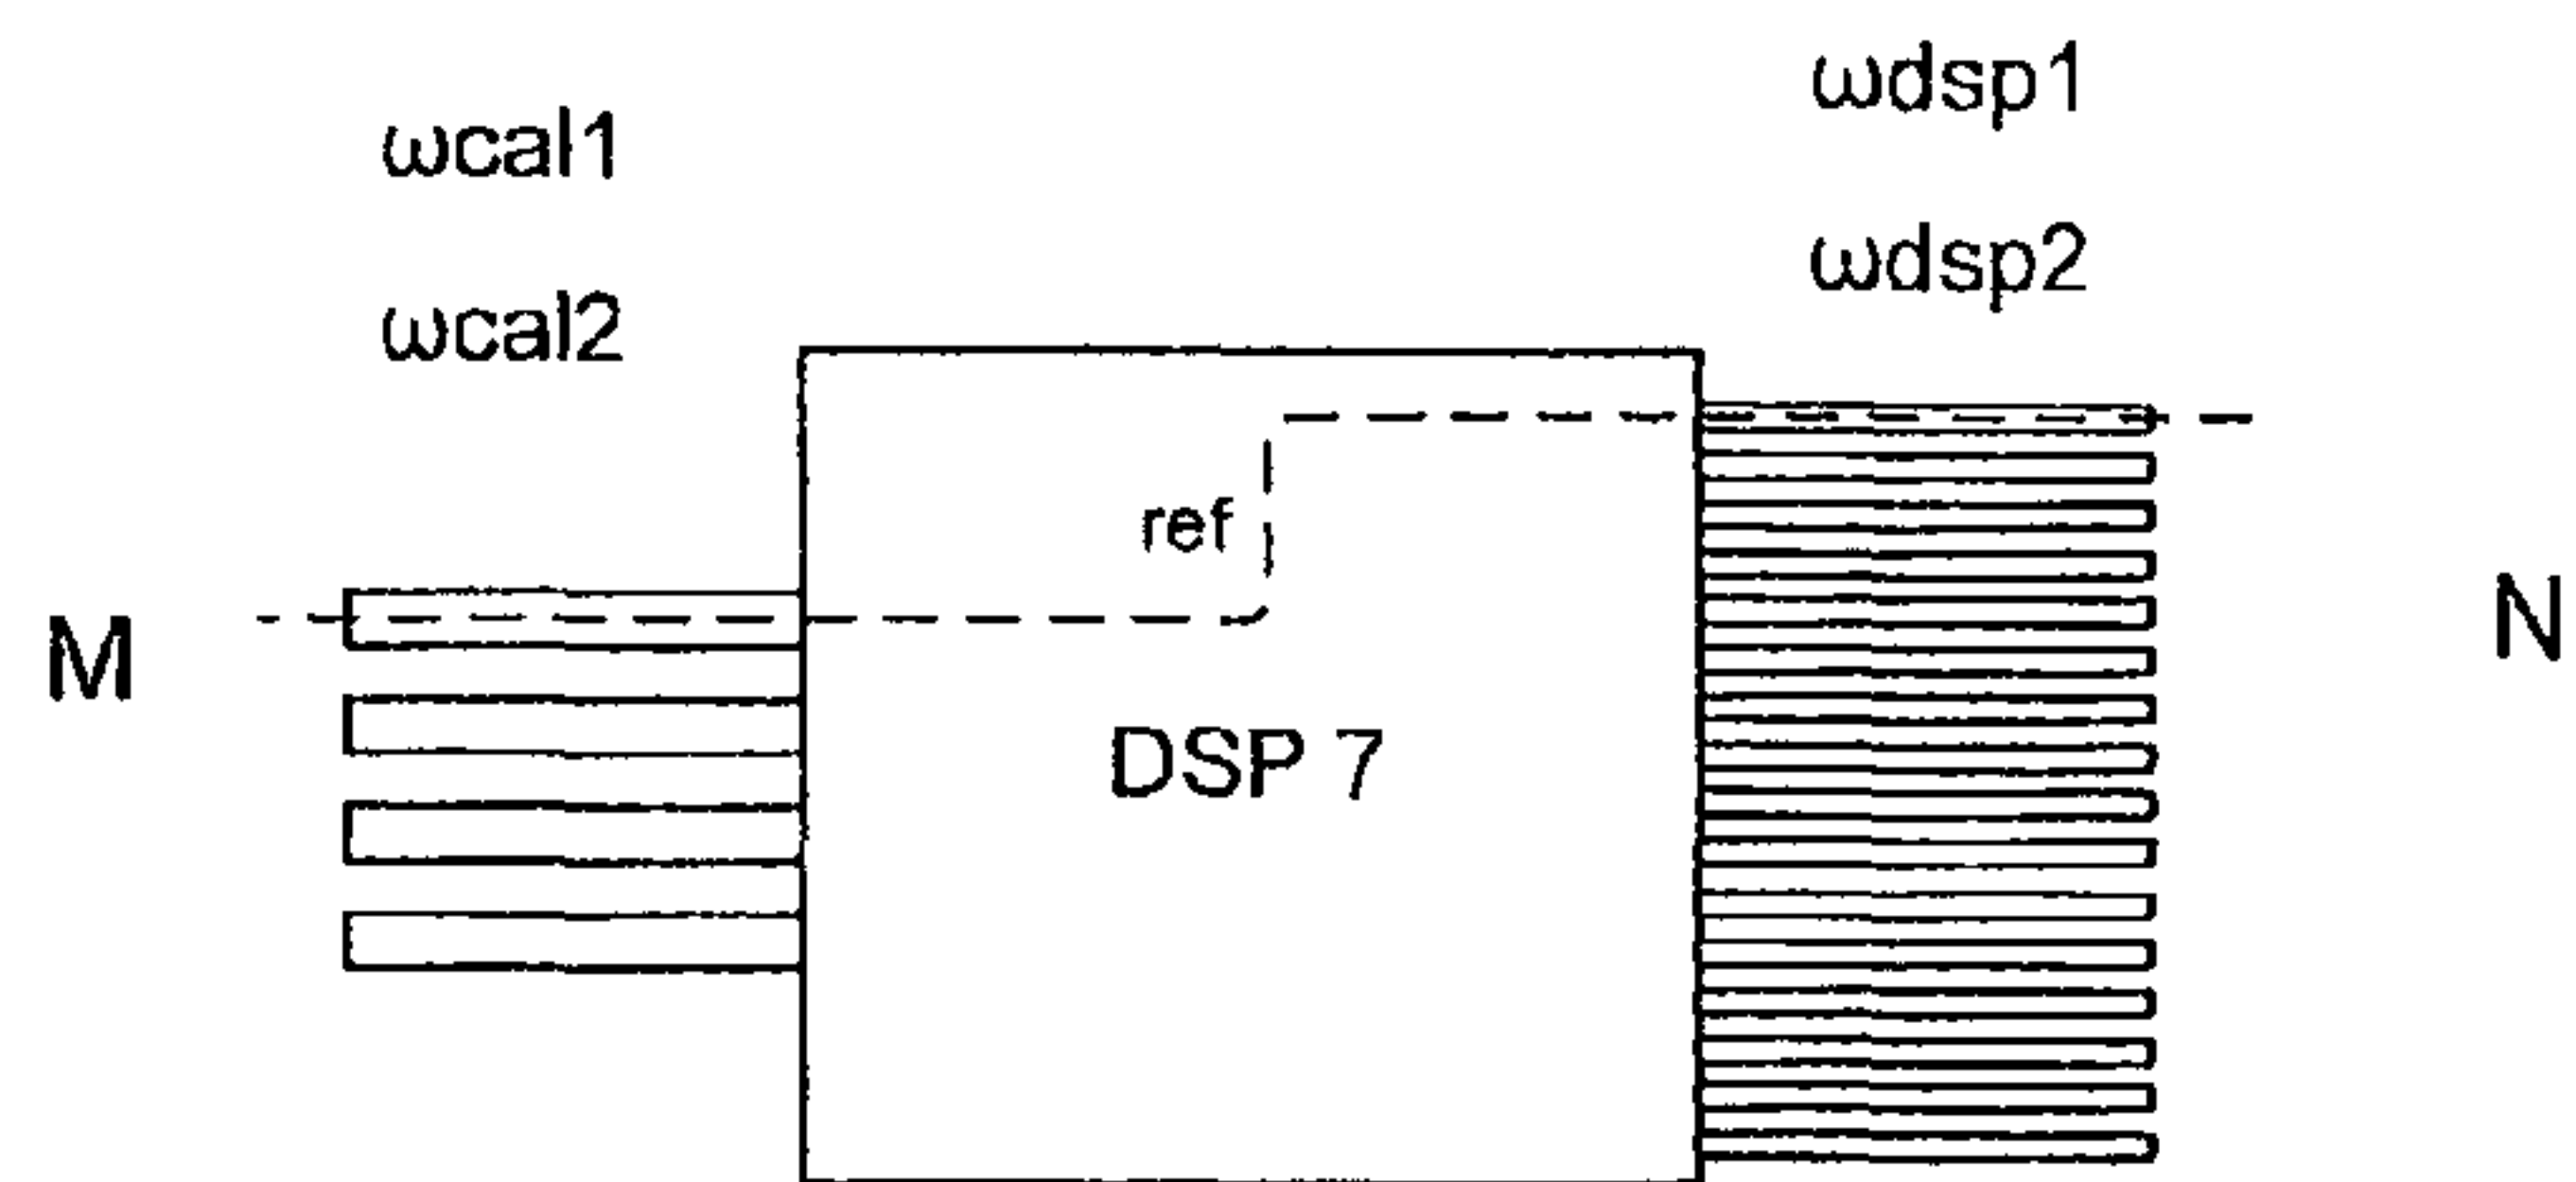 ωcal1
ωcal2
ωdsp1
ωdsp2
ref
M
N
DSP 7